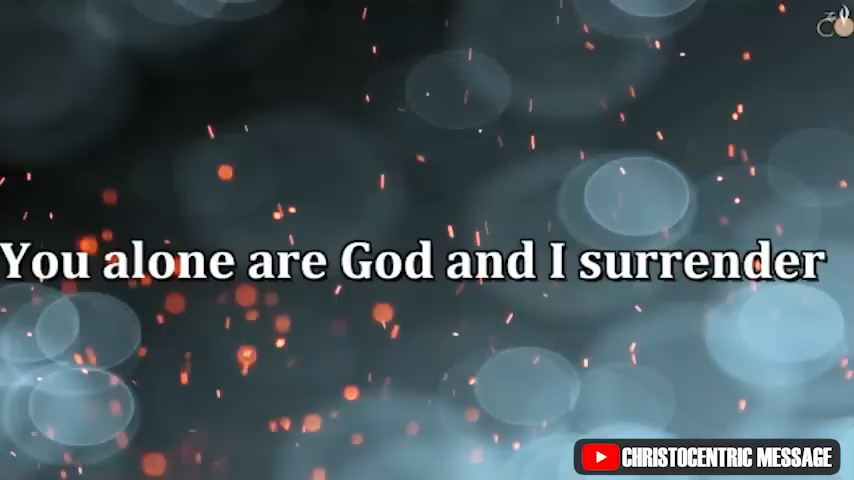 You alone are God and I surrender
CHRISTOCENTRIC MESSAGE